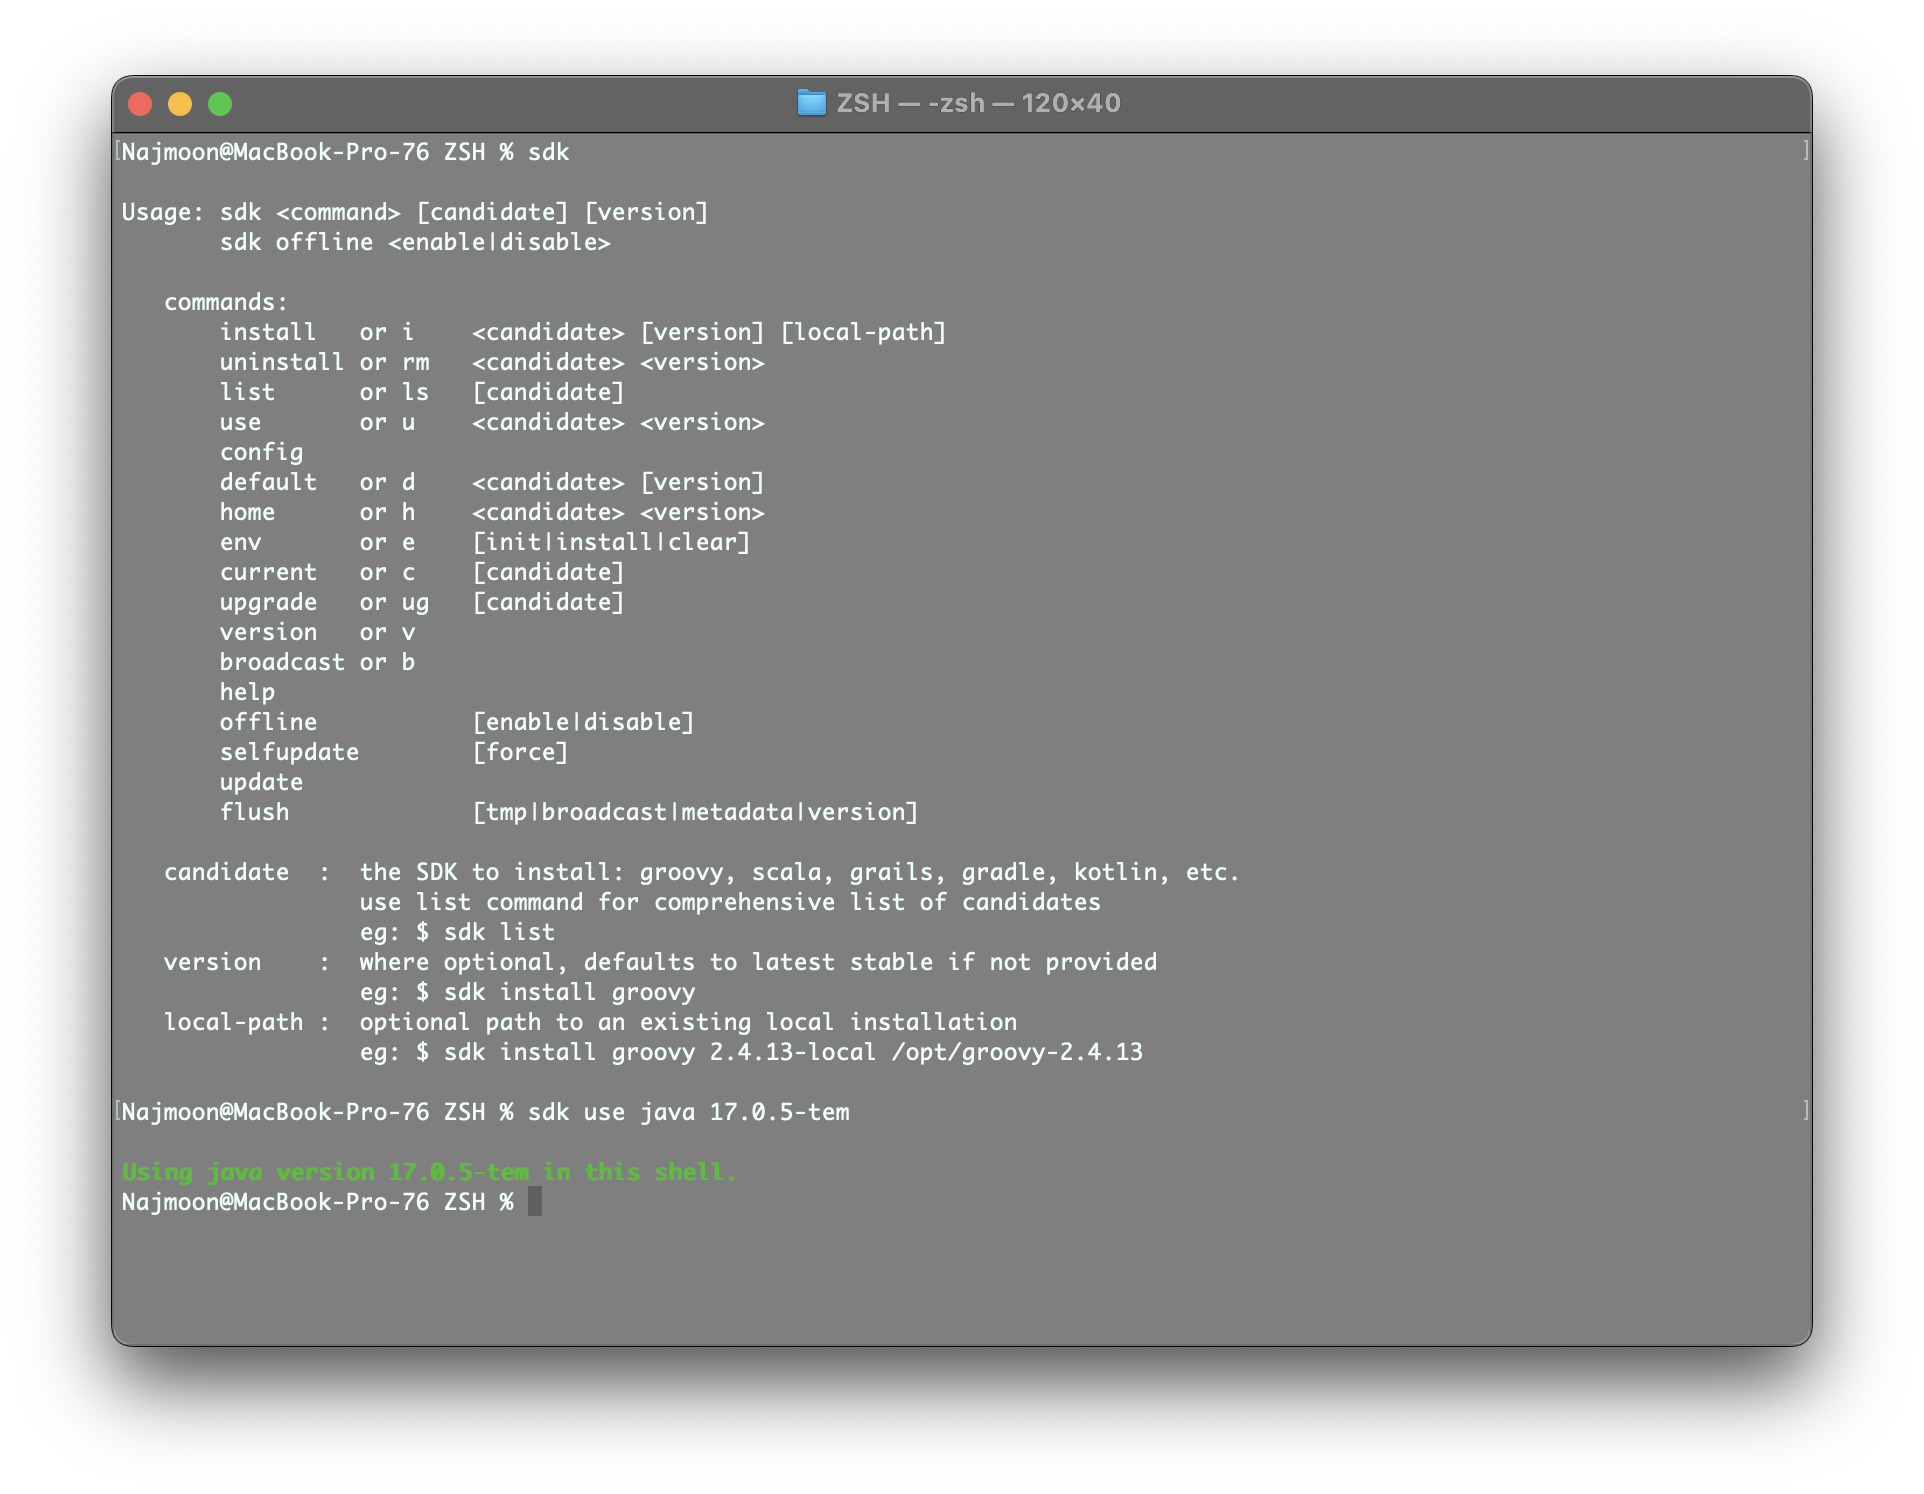 ZSH — -zsh — 120×40
[Najmoon@MacBook-Pro-76 ZSH % sdk ]
Usage: sdk <command> [candidate] [version]
       sdk offline <enable|disable>
   commands:
       install   or i    <candidate> [version] [local-path]
       uninstall or rm   <candidate> <version>
       list      or ls   [candidate]
       use       or u    <candidate> <version>
       config
       default   or d    <candidate> [version]
       home      or h    <candidate> <version>
       env       or e    [init|install|clear]
       current   or c    [candidate]
       upgrade   or ug   [candidate]
       version   or v
       broadcast or b
       help
       offline           [enable|disable]
       selfupdate        [force]
       update
       flush             [tmp|broadcast|metadata|version]
   candidate  :  the SDK to install: groovy, scala, grails, gradle, kotlin, etc.
                 use list command for comprehensive list of candidates
                 eg: $ sdk list
   version    :  where optional, defaults to latest stable if not provided
                 eg: $ sdk install groovy
   local-path :  optional path to an existing local installation
                 eg: $ sdk install groovy 2.4.13-local /opt/groovy-2.4.13
[Najmoon@MacBook-Pro-76 ZSH % sdk use java 17.0.5-tem ]
Using java version 17.0.5-tem in this shell.
Najmoon@MacBook-Pro-76 ZSH %